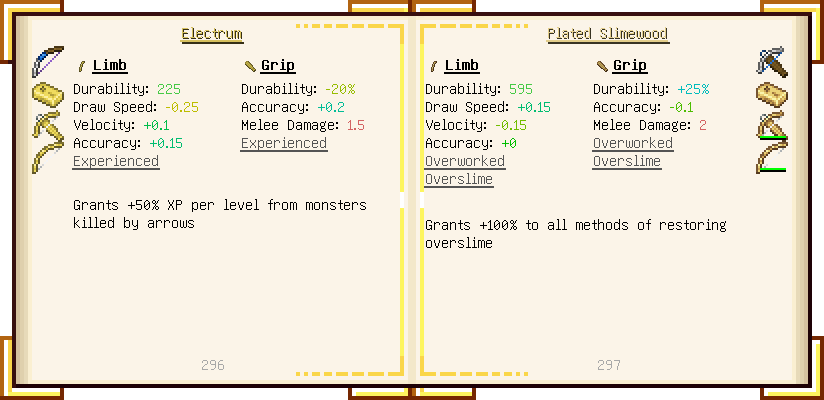 Electrum
Limb
Durability: 225
Draw Speed: -0.25
Velocity: +0.1
Accuracy: +0.15
Experienced
Grip
Durability: -20%
Accuracy: +0.2
Melee Damage: 1.5
Experienced
Grants +50% XP per level from monsters
killed by arrows
296
Plated Slimewood
Limb
Durability: 595
Draw Speed: +0.15
Velocity: -0.15
Accuracy: +0
Overworked
Overslime
Grip
Durability: +25%
Accuracy: -0.1
Melee Damage: 2
Overworked
Overslime
Grants +100% to all methods of restoring
overslime
297